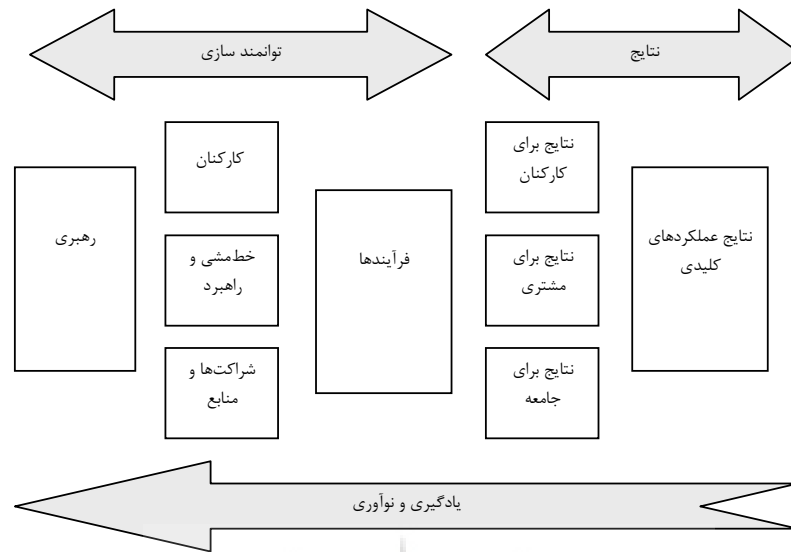 توانمند سازی
نتایج
رهبری
کارکنان
خط‌مشی و
راهبرد
شراکت‌ها و
منابع
فرآیندها
نتایج برای
کارکنان
نتایج برای
مشتری
نتایج برای
جامعه
نتایج عملکردهای
کلیدی
یادگیری و نوآوری